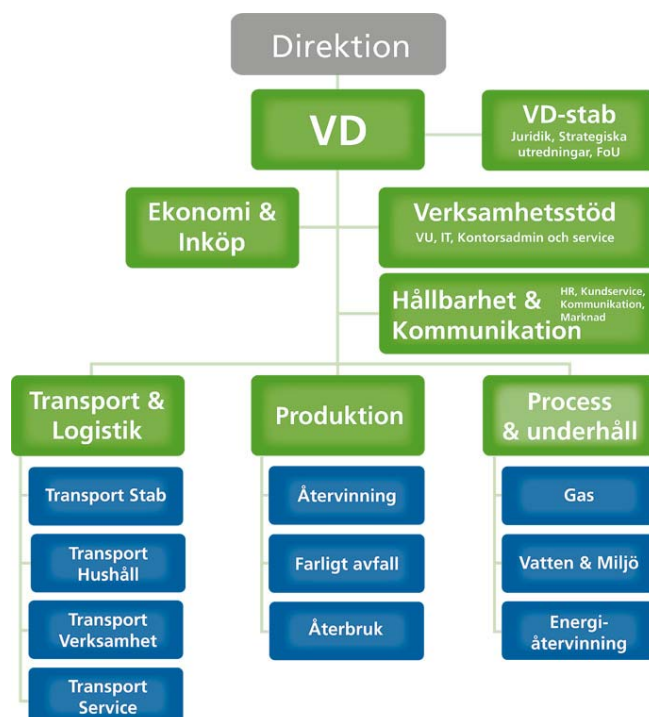 Direktion
VD
VD-stab
Juridik, Strategiska
utredningar, FoU
Ekonomi &
Inköp
Verksamhetsstöd
VU, IT, Kontorsadmin och service
Hållbarhet &
Kommunikation
HR, Kundservice,
Kommunikation,
Marknad
Transport &
Logistik
Transport Stab
Transport
Hushåll
Transport
Verksamhet
Transport
Service
Produktion
Återvinning
Farligt avfall
Återbruk
Process
& underhåll
Gas
Vatten & Miljö
Energi-
återvinning